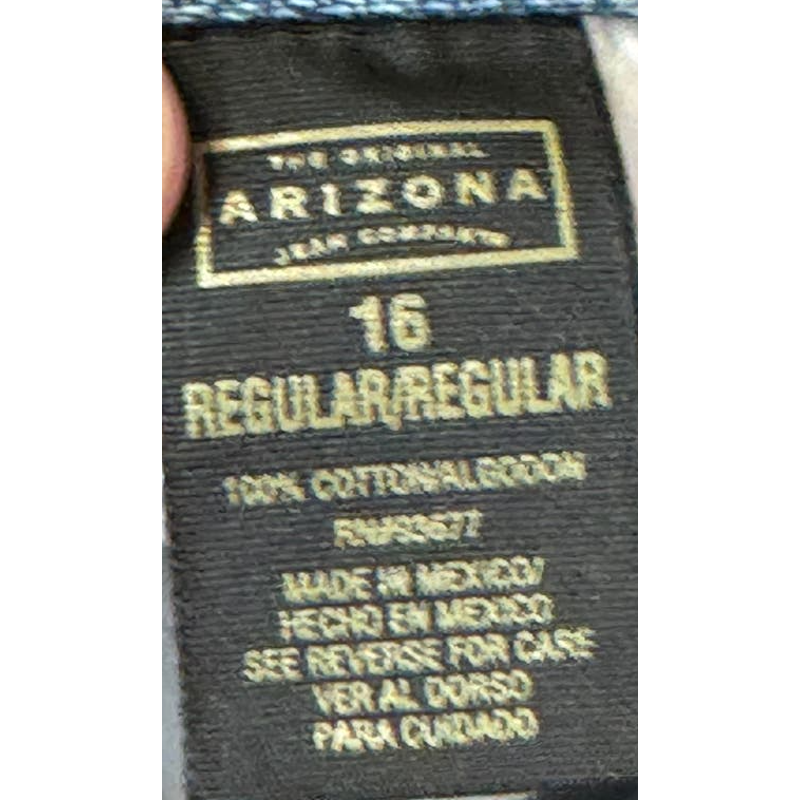 THE ORIGINAL
ARIZONA
JEAN COMPANY
16
REGULAR/REGULAR
100% COTTON/ALGODON
MADE IN MEXICO/
HECHO EN MEXICO
SEE REVERSE FOR CARE
VER AL DORSO
PARA CUIDADO